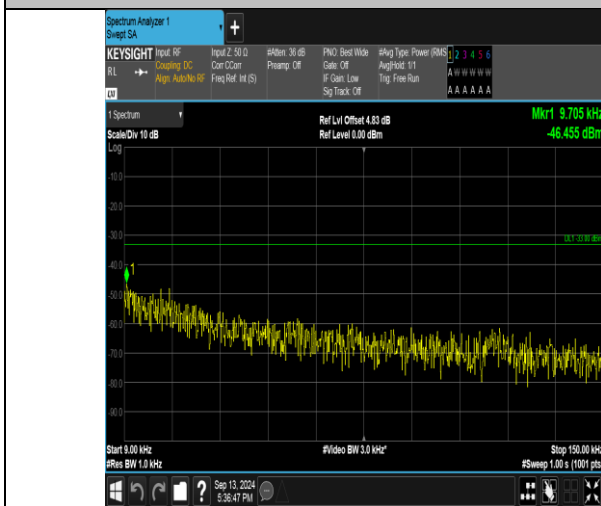 Spectrum Analyzer 1
Swept SA
+
KEYSIGHT Input: RF Input Z: 50 Ω #Atten: 36 dB PNO: Best Wide #Avg Type: Power (RMS 1 2 3 4 5 6
RL Coupling: DC Corr CCorr Preamp: Off Gate: Off Avg|Hold: 1/1 A W W W W W
Align: Auto/No RF Freq Ref: Int (S) IF Gain: Low Trig: Free Run
Sig Track: Off A A A A A A
1 Spectrum Ref Lvl Offset 4.83 dB Mkr1 9.705 kHz
Scale/Div 10 dB Ref Level 0.00 dBm -46.455 dBm
Log
-10.0
-20.0
-30.0
DL1 -33.00 dBm
-40.0
1
-50.0
-60.0
-70.0
-80.0
-90.0
Start 9.00 kHz #Video BW 3.0 kHz* Stop 150.00 kHz
#Res BW 1.0 kHz #Sweep 1.00 s (1001 pts
? Sep 13, 2024
5:36:47 PM